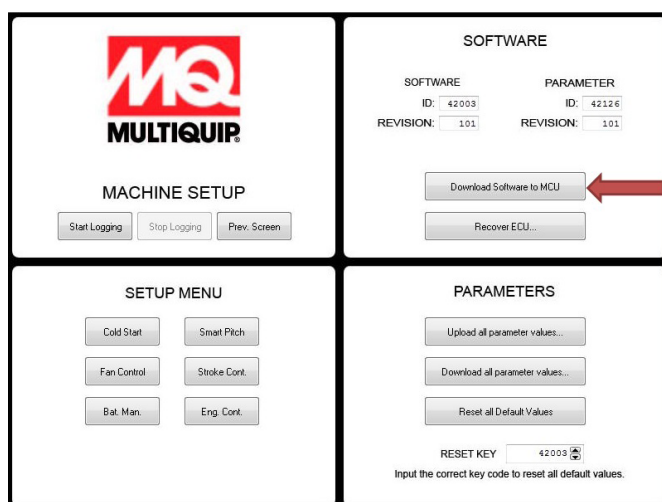 MQ
MULTIQUIP
MACHINE SETUP
Start Logging Stop Logging Prev. Screen
SOFTWARE
SOFTWARE PARAMETER
ID: 42003 ID: 42126
REVISION: 101 REVISION: 101
Download Software to MCU
Recover ECU...
SETUP MENU
Cold Start Smart Pitch
Fan Control Stroke Cont.
Bat. Man. Eng. Cont.
PARAMETERS
Upload all parameter values...
Download all parameter values...
Reset all Default Values
RESET KEY 42003
Input the correct key code to reset all default values.